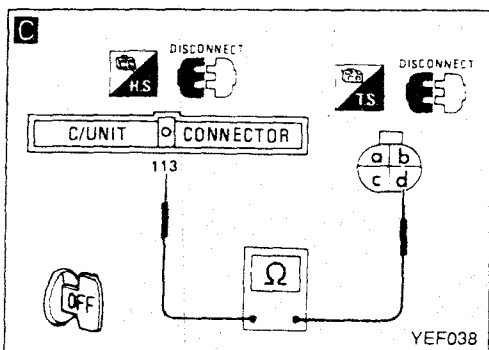 C
DISCONNECT
H.S.
DISCONNECT
T.S.
C/UNIT CONNECTOR
a b
c d
113
Ω
OFF
YEF038